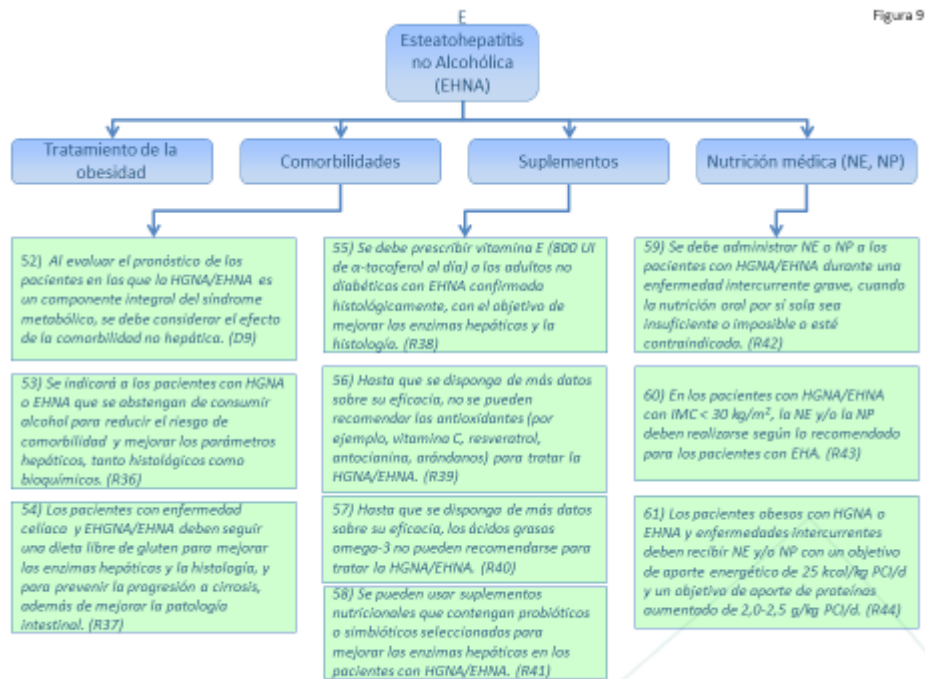 Figura 9
E
Esteatohepatitis
no Alcohólica
(EHNA)
Tratamiento de la
obesidad
Comorbilidades
Suplementos
Nutrición médica (NE, NP)
52) Al evaluar el pronóstico de los
pacientes en los que la HGNA/EHNA es
un componente integral del síndrome
metabólico, se debe considerar el efecto
de la comorbilidad no hepática. (D9)
53) Se indicará a los pacientes con HGNA
o EHNA que se abstengan de consumir
alcohol para reducir el riesgo de
comorbilidad y mejorar los parámetros
hepáticos, tanto histológicos como
bioquímicos. (R36)
54) Los pacientes con enfermedad
celíaca y EHGNA/EHNA deben seguir
una dieta libre de gluten para mejorar
las enzimas hepáticas y la histología, y
para prevenir la progresión a cirrosis,
además de mejorar la patología
intestinal. (R37)
55) Se debe prescribir vitamina E (800 UI
de α-tocoferol al día) a los adultos no
diabéticos con EHNA confirmada
histológicamente, con el objetivo de
mejorar las enzimas hepáticas y la
histología. (R38)
56) Hasta que se disponga de más datos
sobre su eficacia, no se pueden
recomendar los antioxidantes (por
ejemplo, vitamina C, resveratrol,
antocianina, arándanos) para tratar la
HGNA/EHNA. (R39)
57) Hasta que se disponga de más datos
sobre su eficacia, los ácidos grasos
omega-3 no pueden recomendarse para
tratar la HGNA/EHNA. (R40)
58) Se pueden usar suplementos
nutricionales que contengan probióticos
o simbióticos seleccionados para
mejorar las enzimas hepáticas en los
pacientes con HGNA/EHNA. (R41)
59) Se debe administrar NE o NP a los
pacientes con HGNA/EHNA durante una
enfermedad intercurrente grave, cuando
la nutrición oral por sí sola sea
insuficiente o imposible o esté
contraindicada. (R42)
60) En los pacientes con HGNA/EHNA
con IMC < 30 kg/m², la NE y/o la NP
deben realizarse según lo recomendado
para los pacientes con EHA. (R43)
61) Los pacientes obesos con HGNA o
EHNA y enfermedades intercurrentes
deben recibir NE y/o NP con un objetivo
de aporte energético de 25 kcal/kg PCI/d
y un objetivo de aporte de proteínas
aumentado de 2,0-2,5 g/kg PCI/d. (R44)